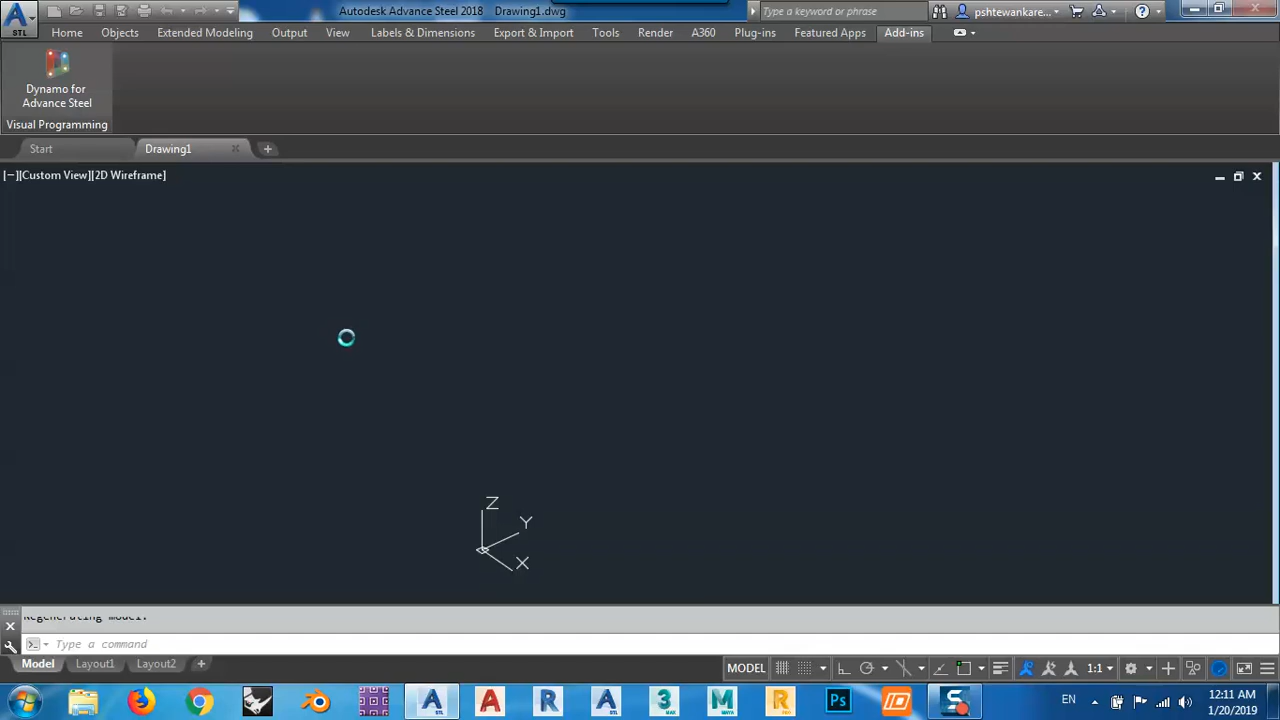 Autodesk Advance Steel 2018 Drawing1.dwg
Type a keyword or phrase
pshtewankare...
STL
Home Objects Extended Modeling Output View Labels & Dimensions Export & Import Tools Render A360 Plug-ins Featured Apps Add-ins
Dynamo for
Advance Steel
Visual Programming
Start Drawing1
[−][Custom View][2D Wireframe]
Z
Y
X
Regenerating model.
Type a command
Model Layout1 Layout2
MODEL 1:1
EN
12:11 AM
1/20/2019